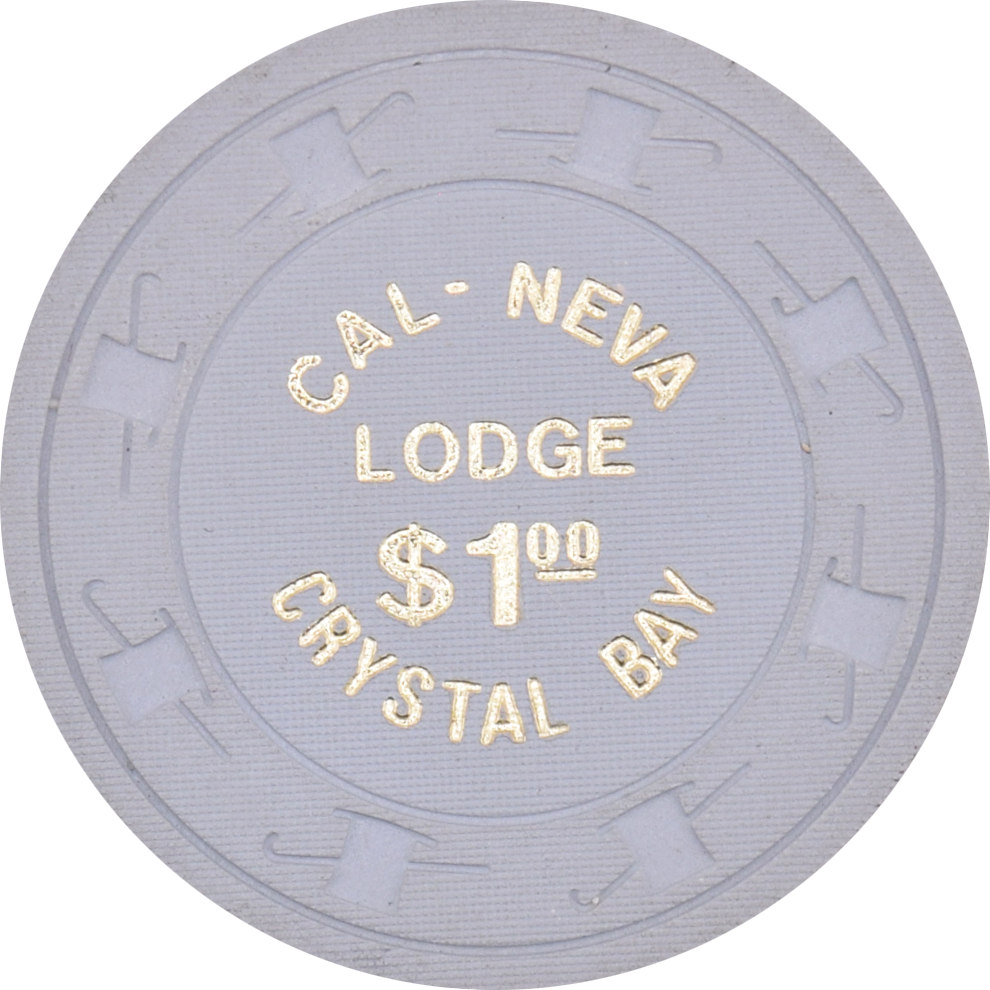 CAL- NEVA
LODGE
$1.00
CRYSTAL BAY